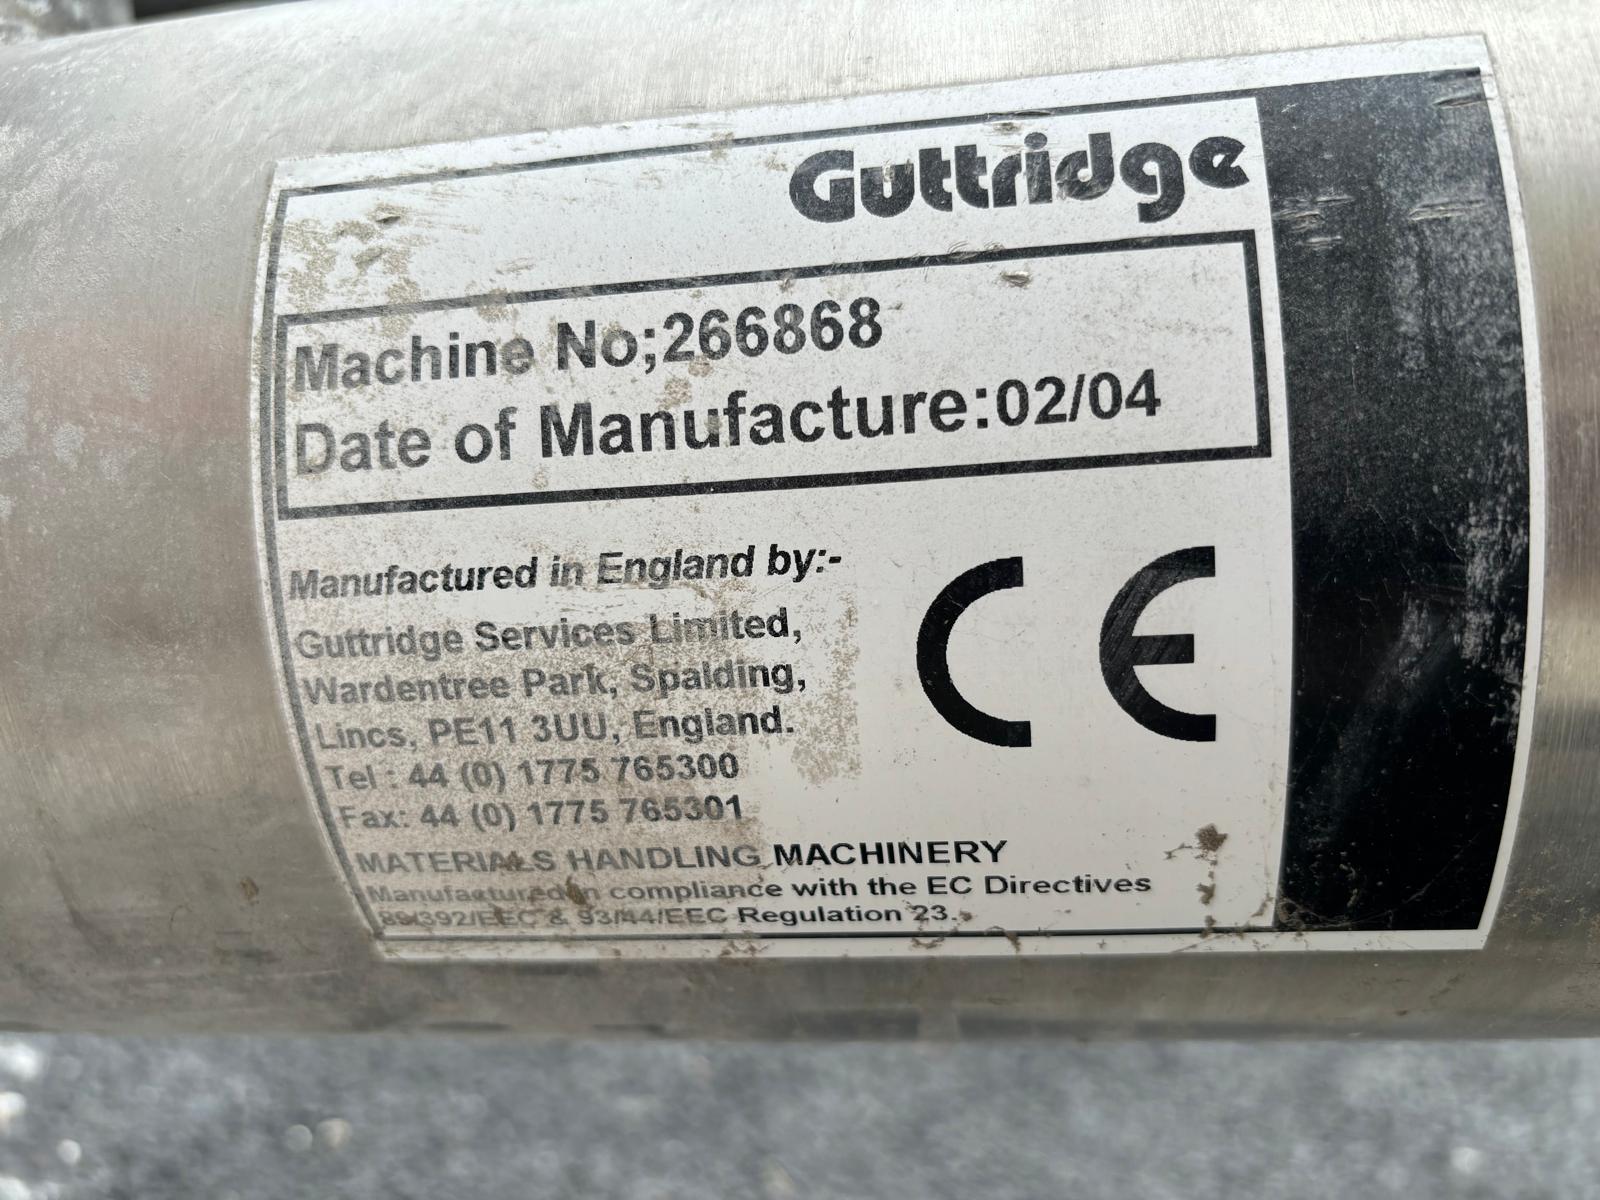 Guttridge
Machine No;266868
Date of Manufacture:02/04
Manufactured in England by:-
Guttridge Services Limited,
Wardentree Park, Spalding,
Lincs, PE11 3UU, England.
Tel : 44 (0) 1775 765300
Fax: 44 (0) 1775 765301
CE
MATERIALS HANDLING MACHINERY
Manufactured in compliance with the EC Directives
89/392/EEC & 93/44/EEC Regulation 23.